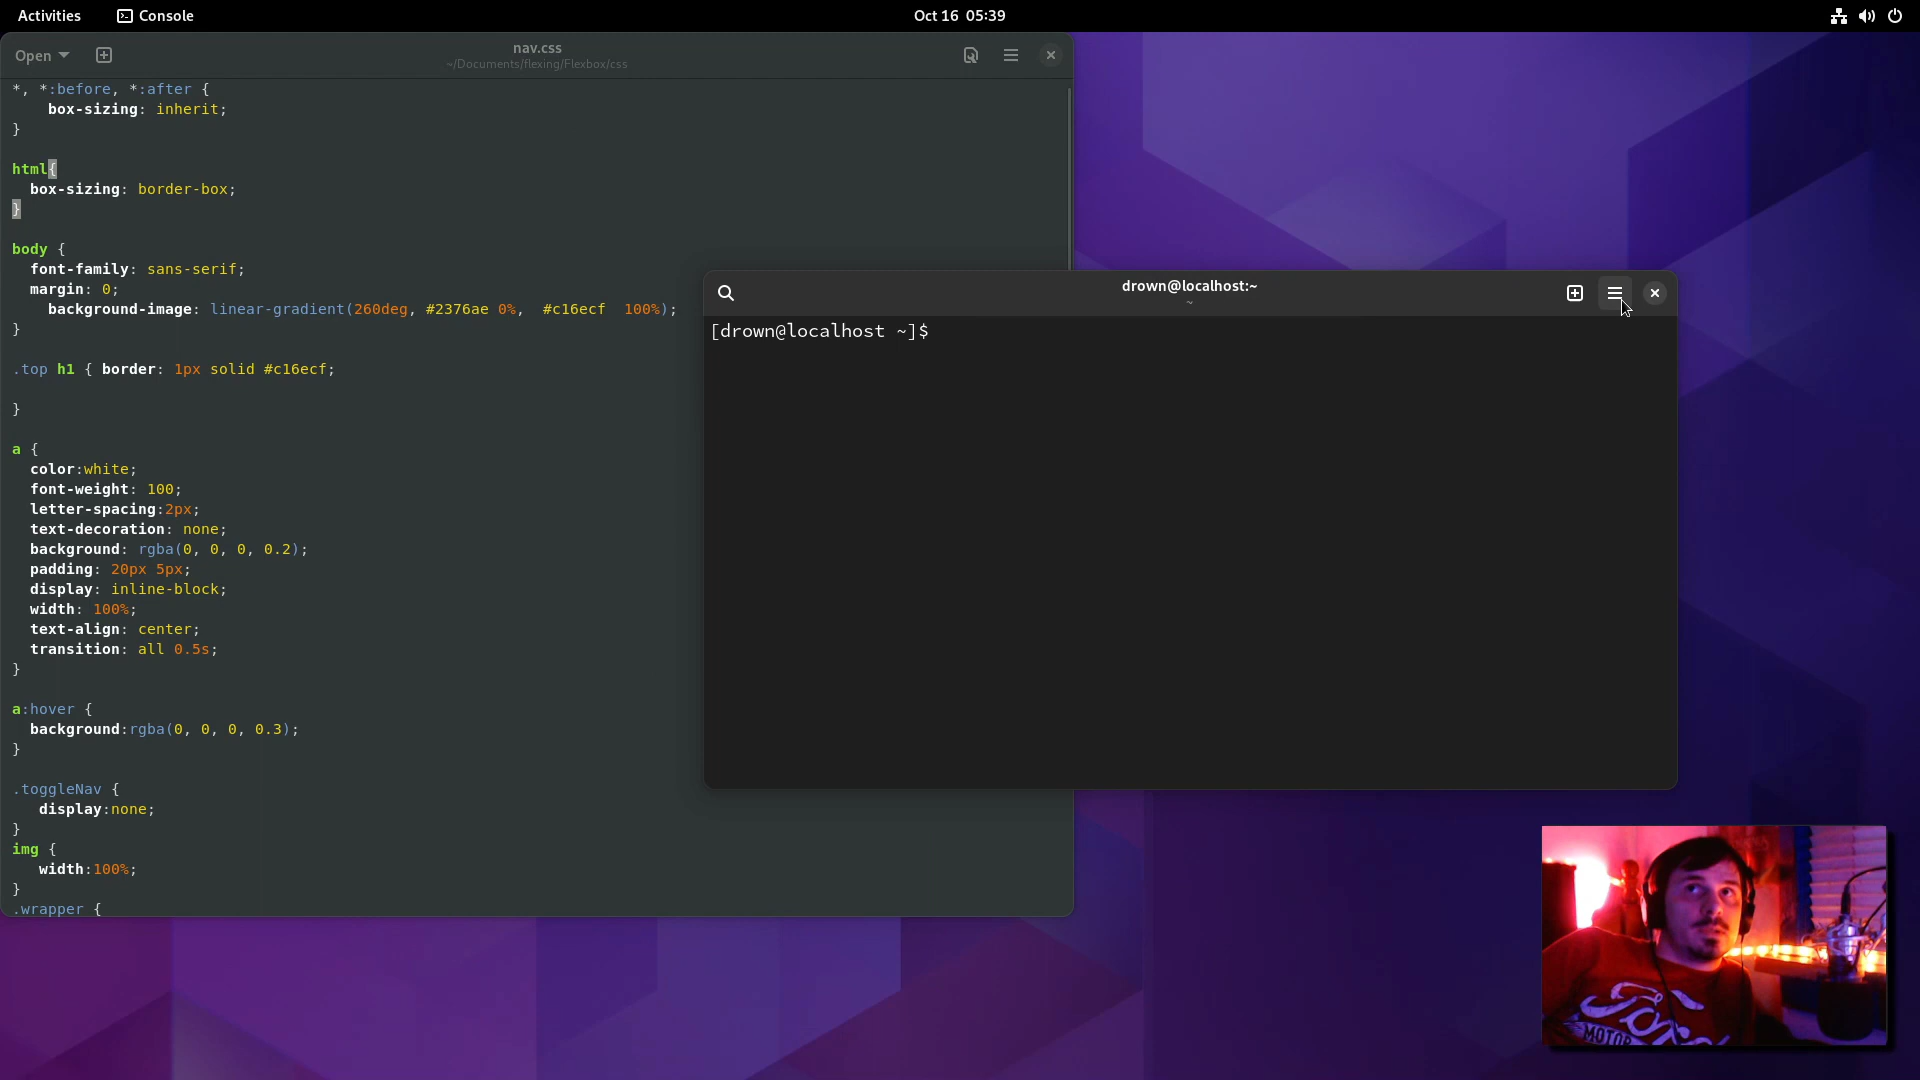 Activities
Console
Oct 16 05:39
Open
nav.css
~/Documents/flexing/Flexbox/css
*, *:before, *:after {
box-sizing: inherit;
}
html{
box-sizing: border-box;
}
body {
font-family: sans-serif;
margin: 0;
background-image: linear-gradient(260deg, #2376ae 0%, #c16ecf 100%);
}
.top h1 { border: 1px solid #c16ecf;
}
a {
color:white;
font-weight: 100;
letter-spacing:2px;
text-decoration: none;
background: rgba(0, 0, 0, 0.2);
padding: 20px 5px;
display: inline-block;
width: 100%;
text-align: center;
transition: all 0.5s;
}
a:hover {
background:rgba(0, 0, 0, 0.3);
}
.toggleNav {
display:none;
}
img {
width:100%;
}
.wrapper {
drown@localhost:~
~
[drown@localhost ~]$
MOTOR